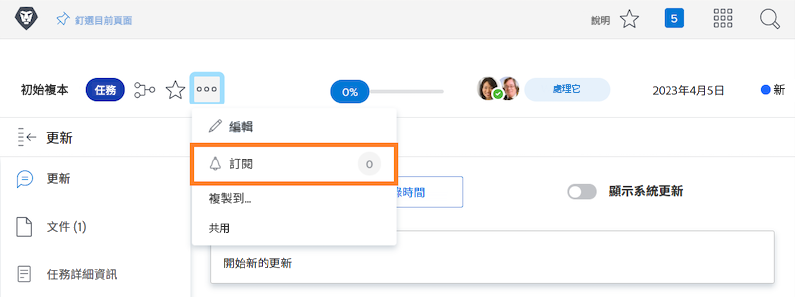 釘選目前頁面
說明
5
初始複本
任務
0%
處理它
2023年4月5日
新
編輯
訂閱 0
複製到...
共用
更新
更新
文件 (1)
任務詳細資訊
時間
顯示系統更新
開始新的更新